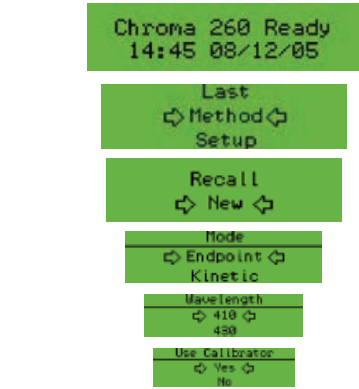 Chroma 260 Ready
14:45 08/12/05
Last
Method
Setup
Recall
New
Mode
Endpoint
Kinetic
Wavelength
410
430
Use Calibrator
Yes
No